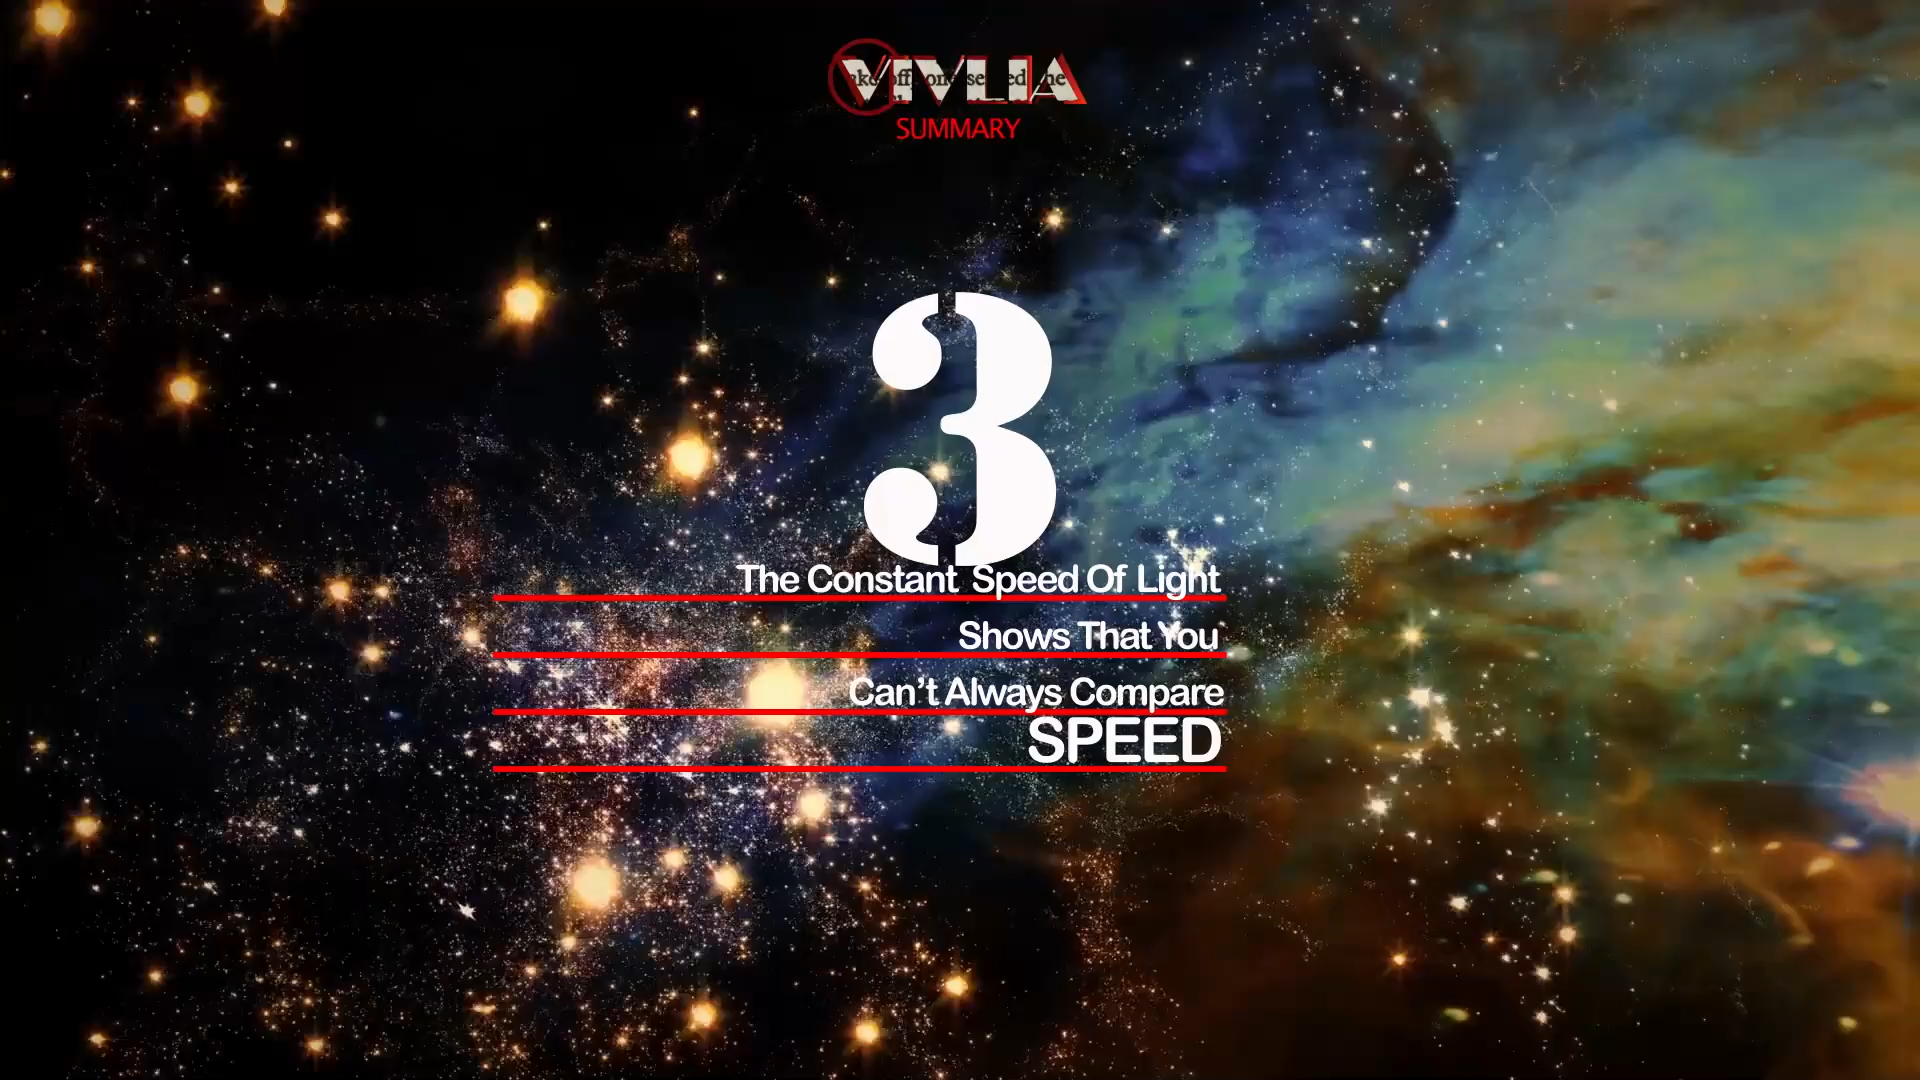 VIVLIA
SUMMARY
3
The Constant Speed Of Light
Shows That You
Can't Always Compare
SPEED